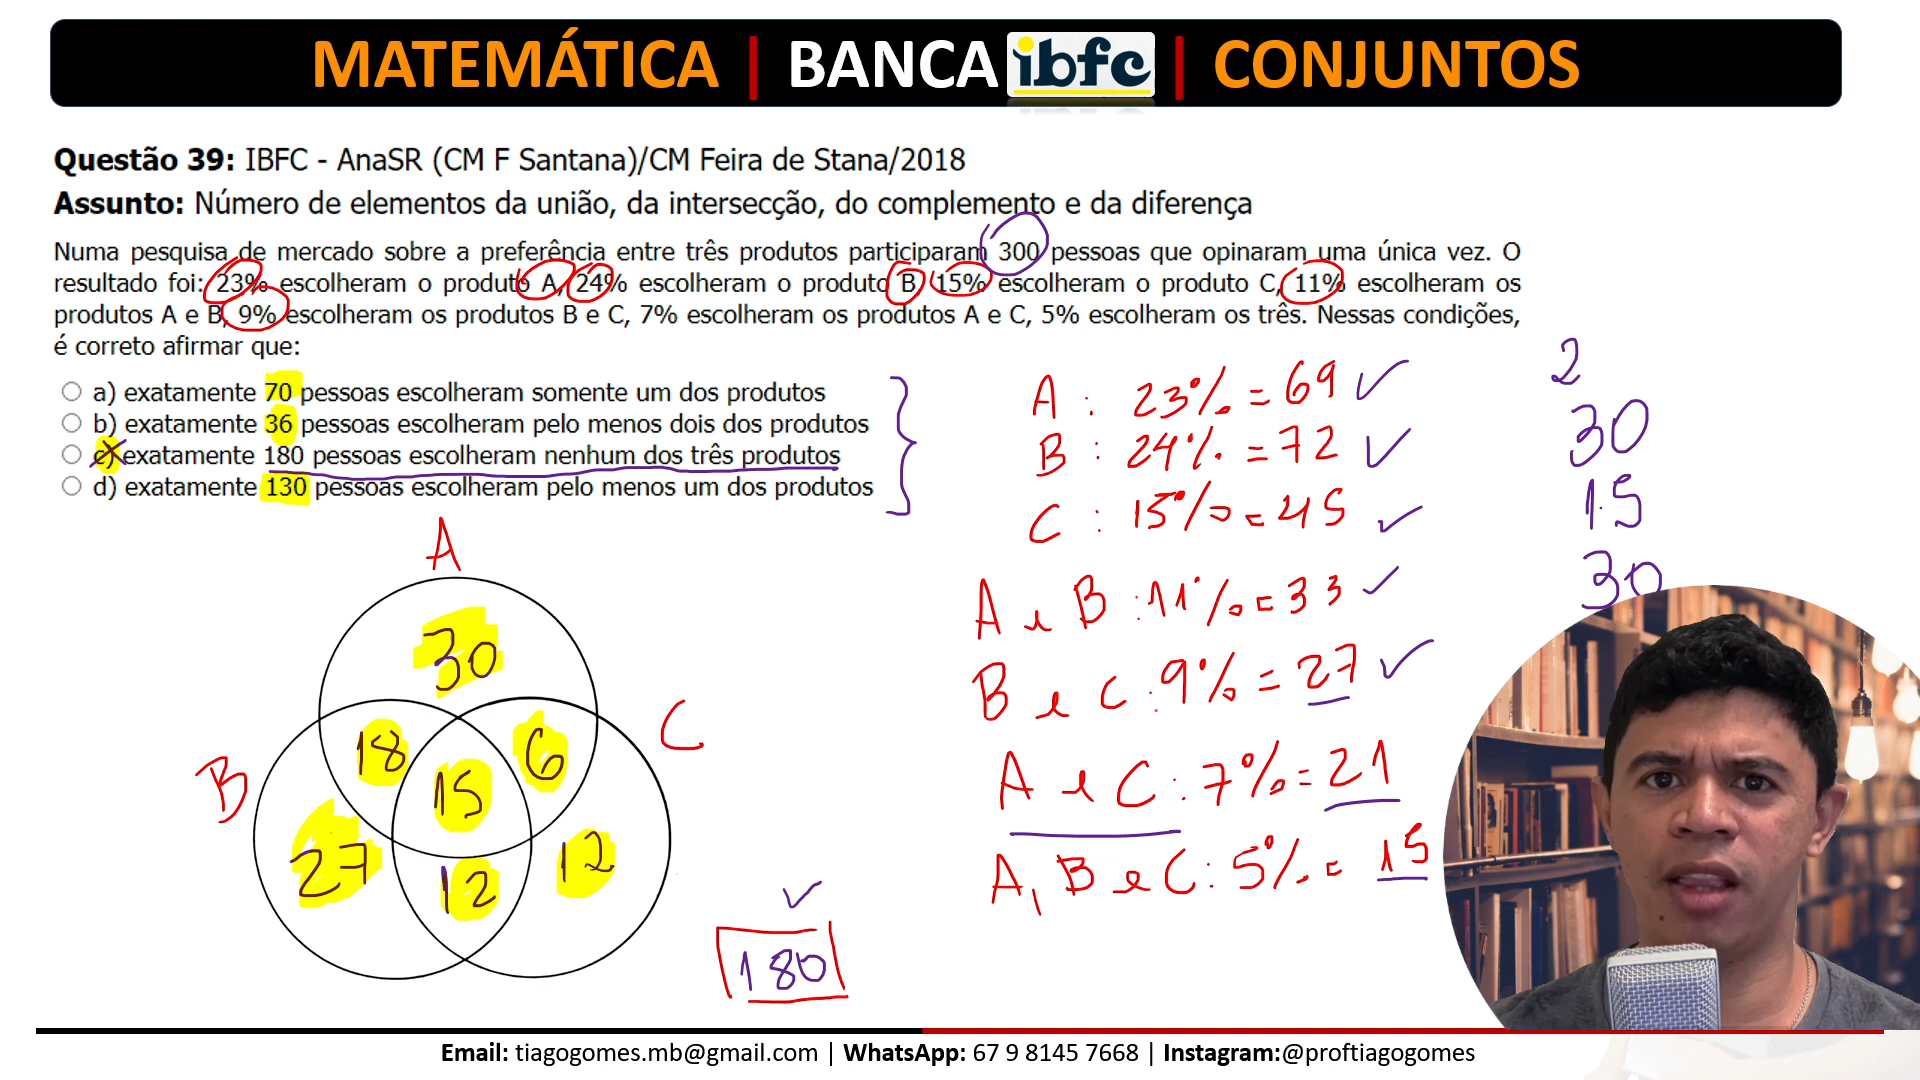 MATEMÁTICA | BANCA ibfc | CONJUNTOS
Questão 39: IBFC - AnaSR (CM F Santana)/CM Feira de Stana/2018
Assunto: Número de elementos da união, da intersecção, do complemento e da diferença
Numa pesquisa de mercado sobre a preferência entre três produtos participaram 300 pessoas que opinaram uma única vez. O
resultado foi: 23% escolheram o produto A, 24% escolheram o produto B, 15% escolheram o produto C, 11% escolheram os
produtos A e B, 9% escolheram os produtos B e C, 7% escolheram os produtos A e C, 5% escolheram os três. Nessas condições,
é correto afirmar que:
a) exatamente 70 pessoas escolheram somente um dos produtos
b) exatamente 36 pessoas escolheram pelo menos dois dos produtos
c) exatamente 180 pessoas escolheram nenhum dos três produtos
d) exatamente 130 pessoas escolheram pelo menos um dos produtos
A : 23% = 69
B : 24% = 72
C : 15% = 45
A e B : 11% = 33
B e C : 9% = 27
A e C : 7% = 21
A, B e C : 5% = 15
2
30
15
30
A
30
B
C
18
6
15
27
12
12
180
Email: tiagogomes.mb@gmail.com | WhatsApp: 67 9 8145 7668 | Instagram:@proftiagogomes